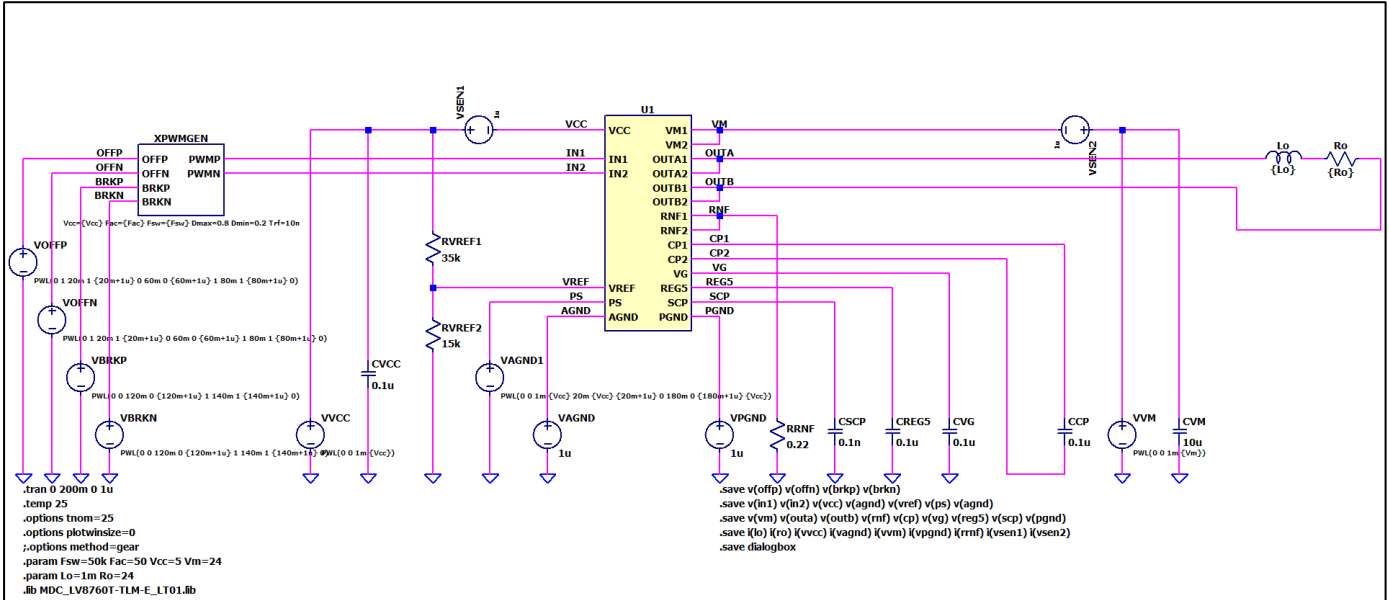 VSEN1
1u
U1
XPWMGEN
OFFP
OFFN
BRKP
BRKN
OFFP
OFFN
BRKP
BRKN
PWMP
PWMN
Vcc={Vcc} Fac={Fac} Fsw={Fsw} Dmax=0.8 Dmin=0.2 Trf=10n
IN1
IN2
VCC
VCC
IN1
IN2
VREF
PS
AGND
VREF
PS
AGND
VM1
VM2
OUTA1
OUTA2
OUTB1
OUTB2
RNF1
RNF2
CP1
CP2
VG
REG5
SCP
PGND
VM
OUTA
OUTB
RNF
CP1
CP2
VG
REG5
SCP
PGND
1u
VSEN2
Lo
{Lo}
Ro
{Ro}
VOFFP
PWL(0 1 20m 1 {20m+1u} 0 60m 0 {60m+1u} 1 80m 1 {80m+1u} 0)
VOFFN
PWL(0 1 20m 1 {20m+1u} 0 60m 0 {60m+1u} 1 80m 1 {80m+1u} 0)
VBRKP
PWL(0 0 120m 0 {120m+1u} 1 140m 1 {140m+1u} 0)
VBRKN
PWL(0 0 120m 0 {120m+1u} 1 140m 1 {140m+1u} 0)
RVREF1
35k
RVREF2
15k
CVCC
0.1u
VVCC
PWL(0 0 1m {Vcc})
VAGND1
PWL(0 0 1m {Vcc} 20m {Vcc} {20m+1u} 0 180m 0 {180m+1u} {Vcc})
VAGND
1u
VPGND
1u
RRNF
0.22
CSCP
0.1n
CREG5
0.1u
CVG
0.1u
CCP
0.1u
VVM
PWL(0 0 1m {Vm})
CVM
10u
.tran 0 200m 0 1u
.temp 25
.options tnom=25
.options plotwinsize=0
;.options method=gear
.param Fsw=50k Fac=50 Vcc=5 Vm=24
.param Lo=1m Ro=24
.lib MDC_LV8760T-TLM-E_LT01.lib
.save v(offp) v(offn) v(brkp) v(brkn)
.save v(in1) v(in2) v(vcc) v(agnd) v(vref) v(ps) v(agnd)
.save v(vm) v(outa) v(outb) v(rnf) v(cp) v(vg) v(reg5) v(scp) v(pgnd)
.save i(lo) i(ro) i(vvcc) i(vagnd) i(vvm) i(vpgnd) i(rrnf) i(vsen1) i(vsen2)
.save dialogbox